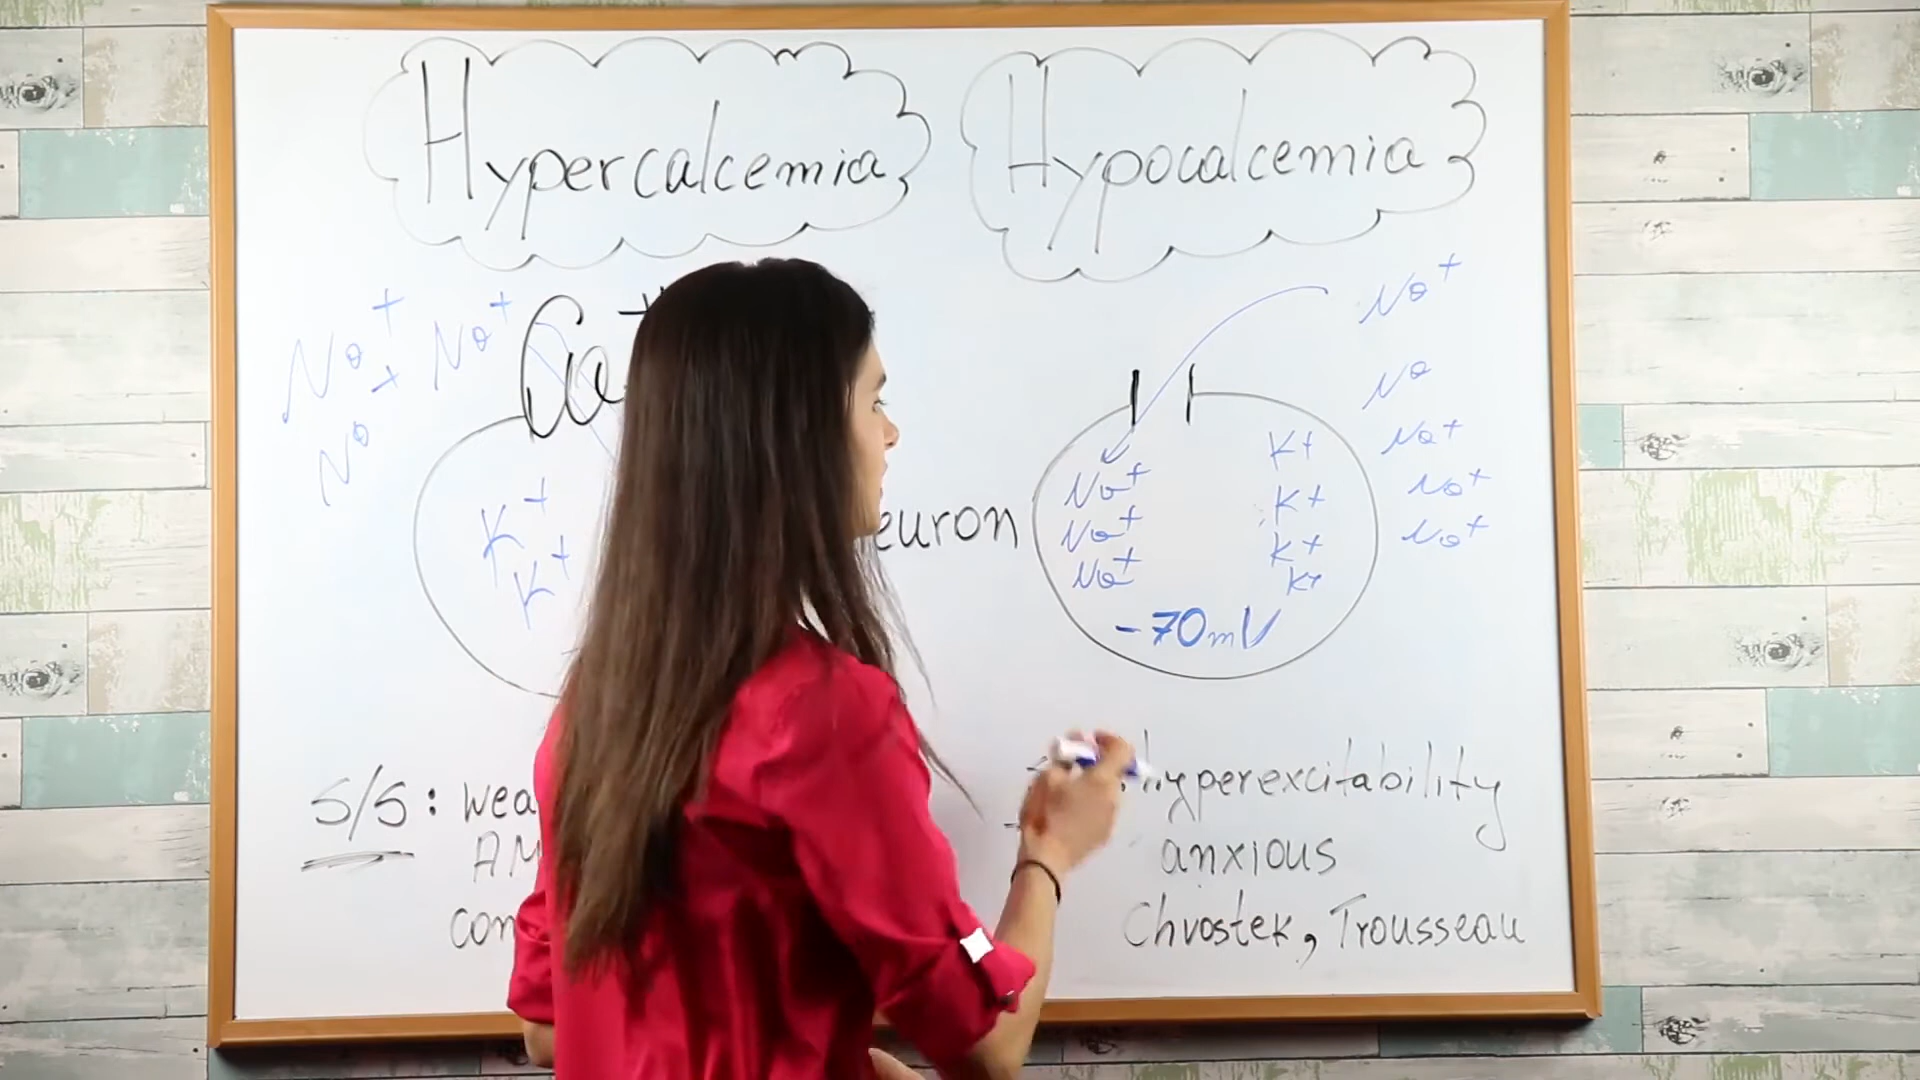 Hypercalcemia
Hypocalcemia
Na+ Na+ Ca +
Na+
K+
K+
euron
Na+
Na
Na+
Na+
Na+
Na+ K+
Na+ K+
Na+ K+
K+
-70mV
S/S: wea
AM
con
hyperexcitability
anxious
Chvostek, Trousseau